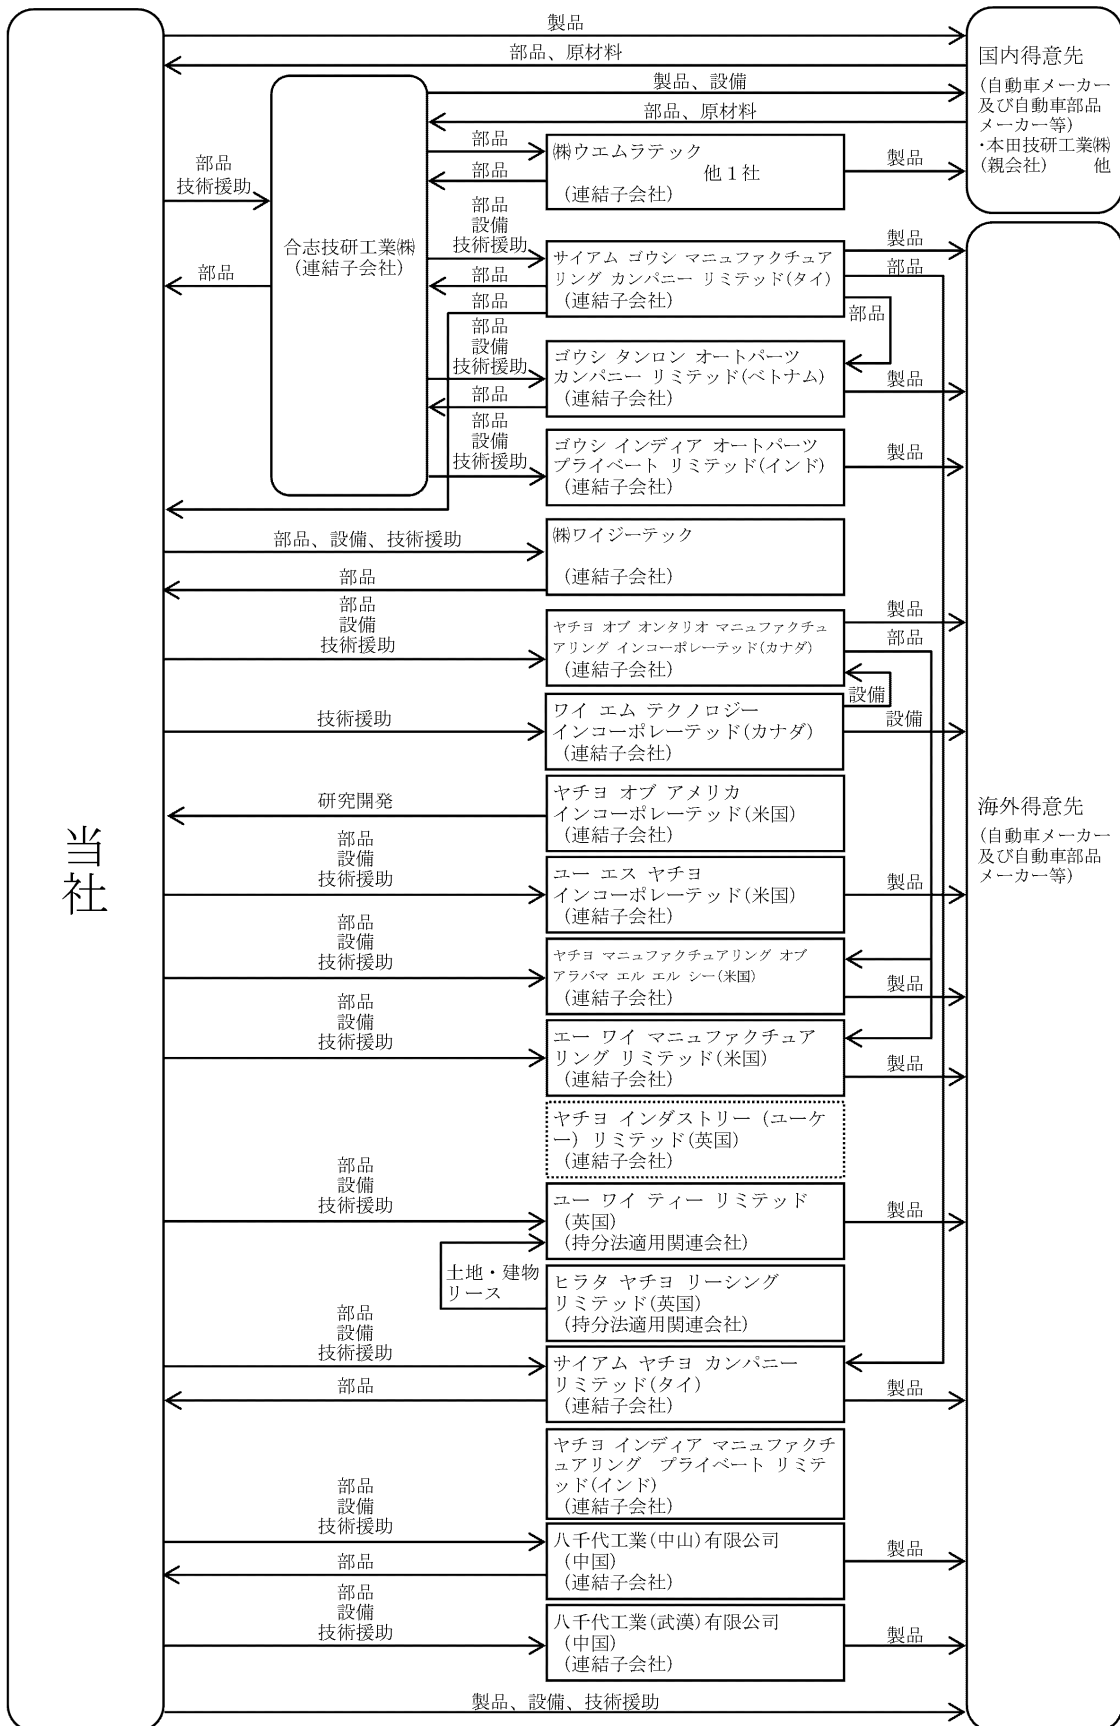 製品
部品、原材料
製品、設備
部品、原材料
国内得意先
(自動車メーカー
及び自動車部品
メーカー等)
・本田技研工業㈱
(親会社) 他
部品
技術援助
部品
合志技研工業㈱
(連結子会社)
部品
部品
㈱ウエムラテック
他1社
(連結子会社)
製品
部品
設備
技術援助
部品
部品
サイアム ゴウシ マニュファクチュア
リング カンパニー リミテッド(タイ)
(連結子会社)
製品
部品
部品
部品
設備
技術援助
部品
ゴウシ タンロン オートパーツ
カンパニー リミテッド(ベトナム)
(連結子会社)
製品
部品
設備
技術援助
ゴウシ インディア オートパーツ
プライベート リミテッド(インド)
(連結子会社)
製品
部品、設備、技術援助
部品
㈱ワイジーテック
(連結子会社)
部品
設備
技術援助
ヤチヨ オブ オンタリオ マニュファクチュ
アリング インコーポレーテッド(カナダ)
(連結子会社)
製品
部品
設備
技術援助
ワイ エム テクノロジー
インコーポレーテッド(カナダ)
(連結子会社)
設備
研究開発
ヤチヨ オブ アメリカ
インコーポレーテッド(米国)
(連結子会社)
海外得意先
(自動車メーカー
及び自動車部品
メーカー等)
当社
部品
設備
技術援助
ユー エス ヤチヨ
インコーポレーテッド(米国)
(連結子会社)
製品
部品
設備
技術援助
ヤチヨ マニュファクチュアリング オブ
アラバマ エル エル シー(米国)
(連結子会社)
製品
部品
設備
技術援助
エー ワイ マニュファクチュア
リング リミテッド(米国)
(連結子会社)
製品
ヤチヨ インダストリー (ユーケ
ー) リミテッド(英国)
(連結子会社)
部品
設備
技術援助
ユー ワイ ティー リミテッド
(英国)
(持分法適用関連会社)
製品
土地・建物
リース
ヒラタ ヤチヨ リーシング
リミテッド(英国)
(持分法適用関連会社)
部品
設備
技術援助
部品
サイアム ヤチヨ カンパニー
リミテッド(タイ)
(連結子会社)
製品
ヤチヨ インディア マニュファクチ
ュアリング プライベート リミテ
ッド(インド)
(連結子会社)
部品
設備
技術援助
部品
八千代工業(中山)有限公司
(中国)
(連結子会社)
製品
部品
設備
技術援助
八千代工業(武漢)有限公司
(中国)
(連結子会社)
製品
製品、設備、技術援助